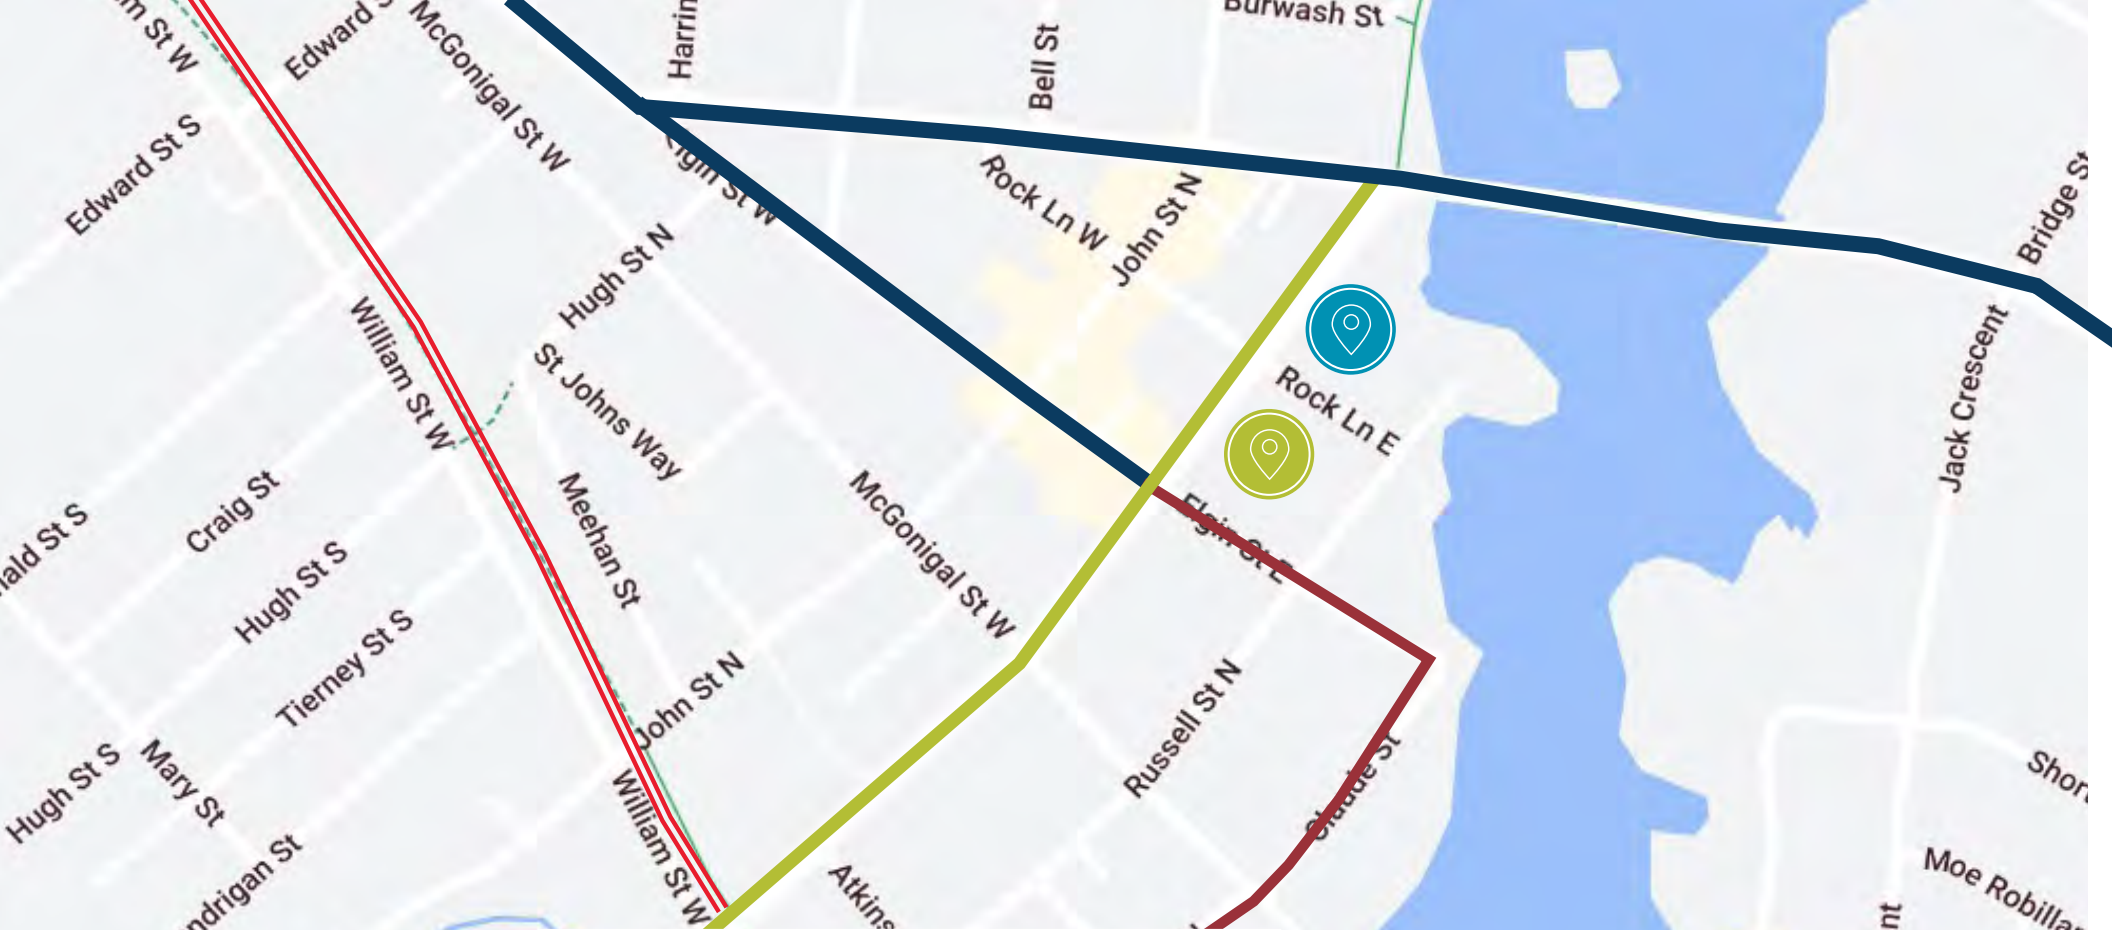 Burwash St
Edward S
Harrin
Bell St
McGonigal St W
Edward St S
Elgin St W
Rock Ln W
John St N
Bridge St
Hugh St N
William St W
St Johns Way
Rock Ln E
Jack Crescent
Craig St
Meehan St
McGonigal St W
Elgin St E
Hugh St S
Tierney St S
John St N
Russell St N
Claude St
Hugh St S
Mary St
William St W
Short
Atkins
Moe Robillar